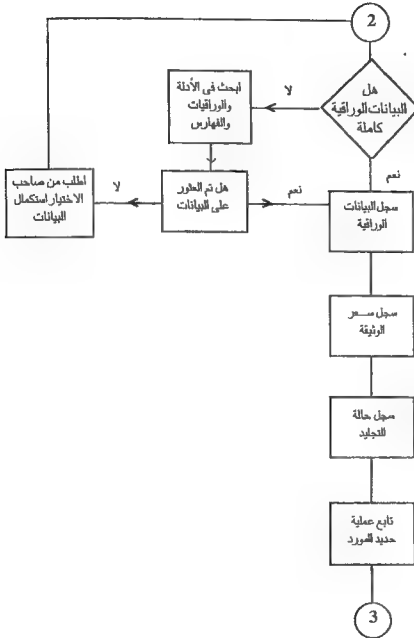 2
هل
البيانات الوراقية
كاملة
لا
ابحث فى الأدلة
والوراقيات
والفهارس
نعم
هل تم العثور
على البيانات
لا
اطلب من صاحب
الاختيار استكمال
البيانات
نعم
سجل البيانات
الوراقية
سجل سعر
الوثيقة
سجل حالة
التجليد
تابع عملية
حديد المورد
3